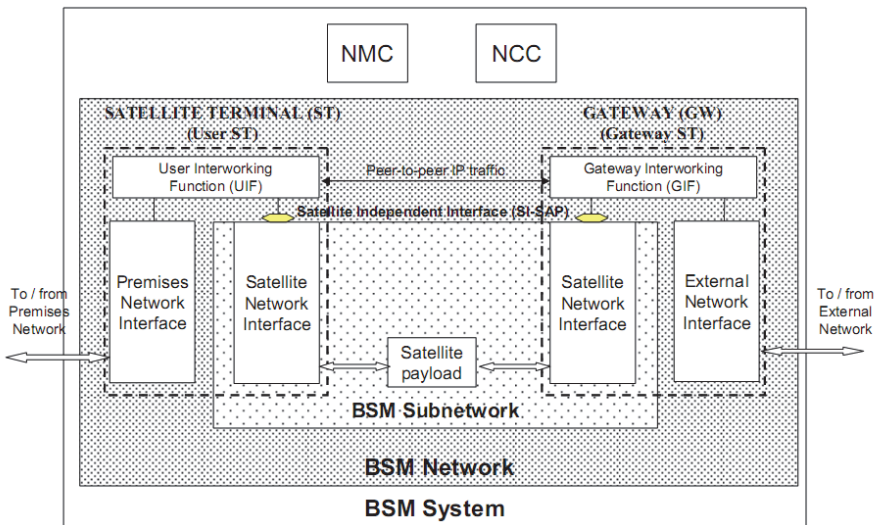 NMC
NCC
SATELLITE TERMINAL (ST)
(User ST)
GATEWAY (GW)
(Gateway ST)
User Interworking
Function (UIF)
Peer-to-peer IP traffic
Gateway Interworking
Function (GIF)
Satellite Independent Interface (SI-SAP)
To / from
Premises
Network
Premises
Network
Interface
Satellite
Network
Interface
Satellite
payload
Satellite
Network
Interface
External
Network
Interface
To / from
External
Network
BSM Subnetwork
BSM Network
BSM System